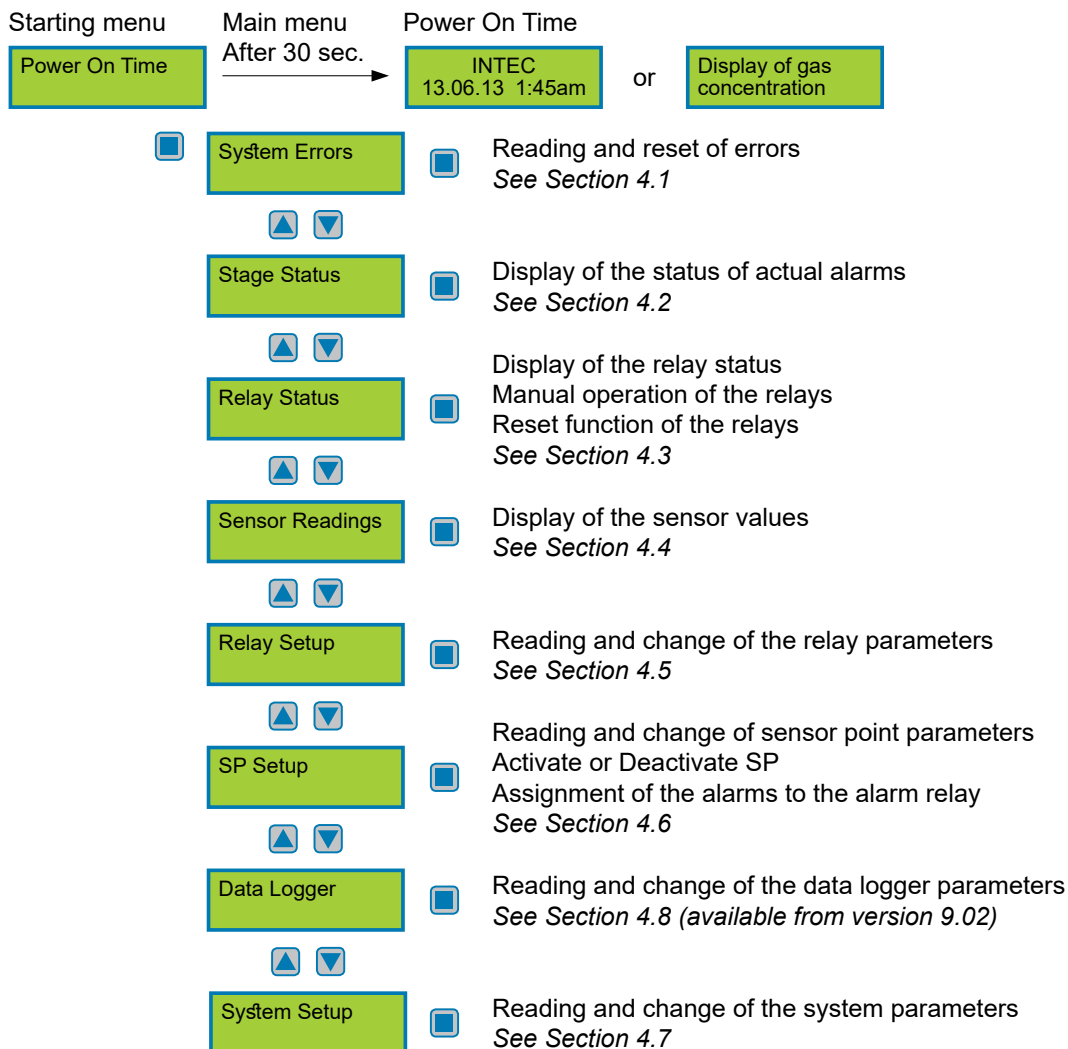 Starting menu
Main menu
After 30 sec.
Power On Time
Power On Time
INTEC
13.06.13 1:45am
or
Display of gas
concentration
System Errors
Reading and reset of errors
See Section 4.1
Stage Status
Display of the status of actual alarms
See Section 4.2
Relay Status
Display of the relay status
Manual operation of the relays
Reset function of the relays
See Section 4.3
Sensor Readings
Display of the sensor values
See Section 4.4
Relay Setup
Reading and change of the relay parameters
See Section 4.5
SP Setup
Reading and change of sensor point parameters
Activate or Deactivate SP
Assignment of the alarms to the alarm relay
See Section 4.6
Data Logger
Reading and change of the data logger parameters
See Section 4.8 (available from version 9.02)
System Setup
Reading and change of the system parameters
See Section 4.7